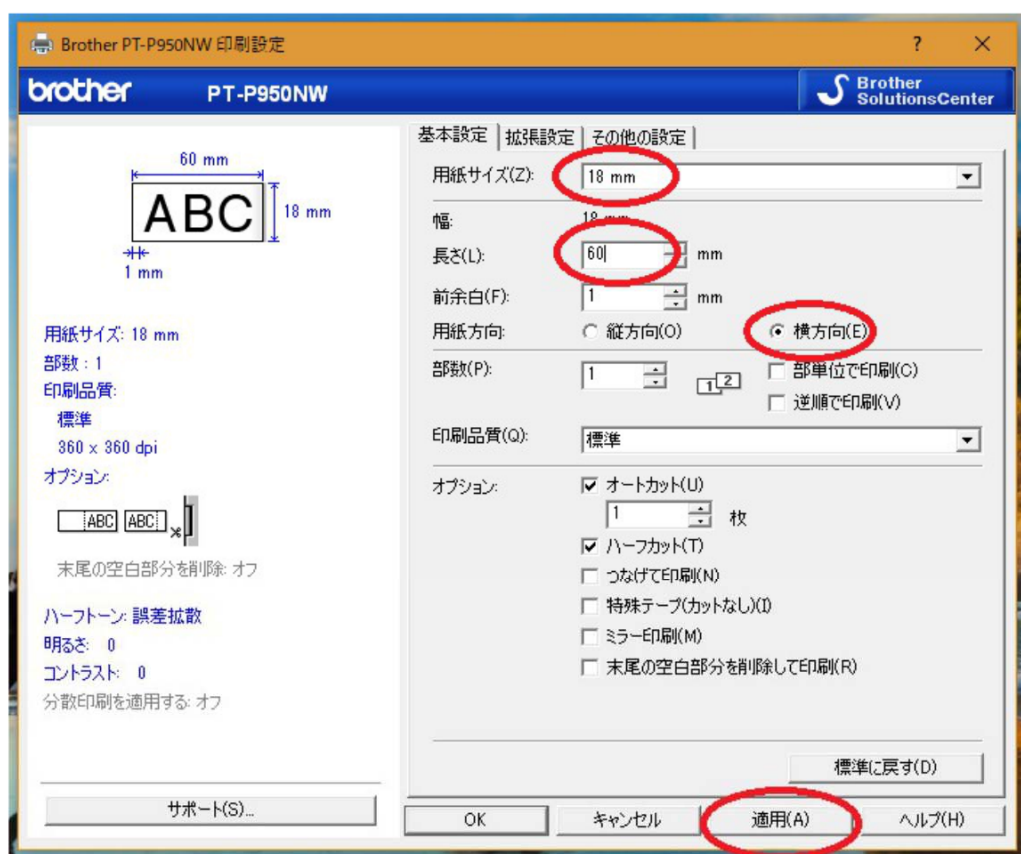 Brother PT-P950NW 印刷設定
brother PT-P950NW Brother SolutionsCenter
60 mm
ABC
18 mm
1 mm
用紙サイズ: 18 mm
部数 : 1
印刷品質:
標準
360 x 360 dpi
オプション:
ABC ABC
末尾の空白部分を削除: オフ
ハーフトーン: 誤差拡散
明るさ: 0
コントラスト: 0
分散印刷を適用する: オフ
サポート(S)...
基本設定 拡張設定 その他の設定
用紙サイズ(Z): 18 mm
幅: 18 mm
長さ(L): 60 mm
前余白(F): 1 mm
用紙方向: 縦方向(O) 横方向(E)
部数(P): 1 1 2 部単位で印刷(C)
逆順で印刷(V)
印刷品質(Q): 標準
オプション: オートカット(U)
1 枚
ハーフカット(T)
つなげて印刷(N)
特殊テープ(カットなし)(I)
ミラー印刷(M)
末尾の空白部分を削除して印刷(R)
標準に戻す(D)
OK キャンセル 適用(A) ヘルプ(H)